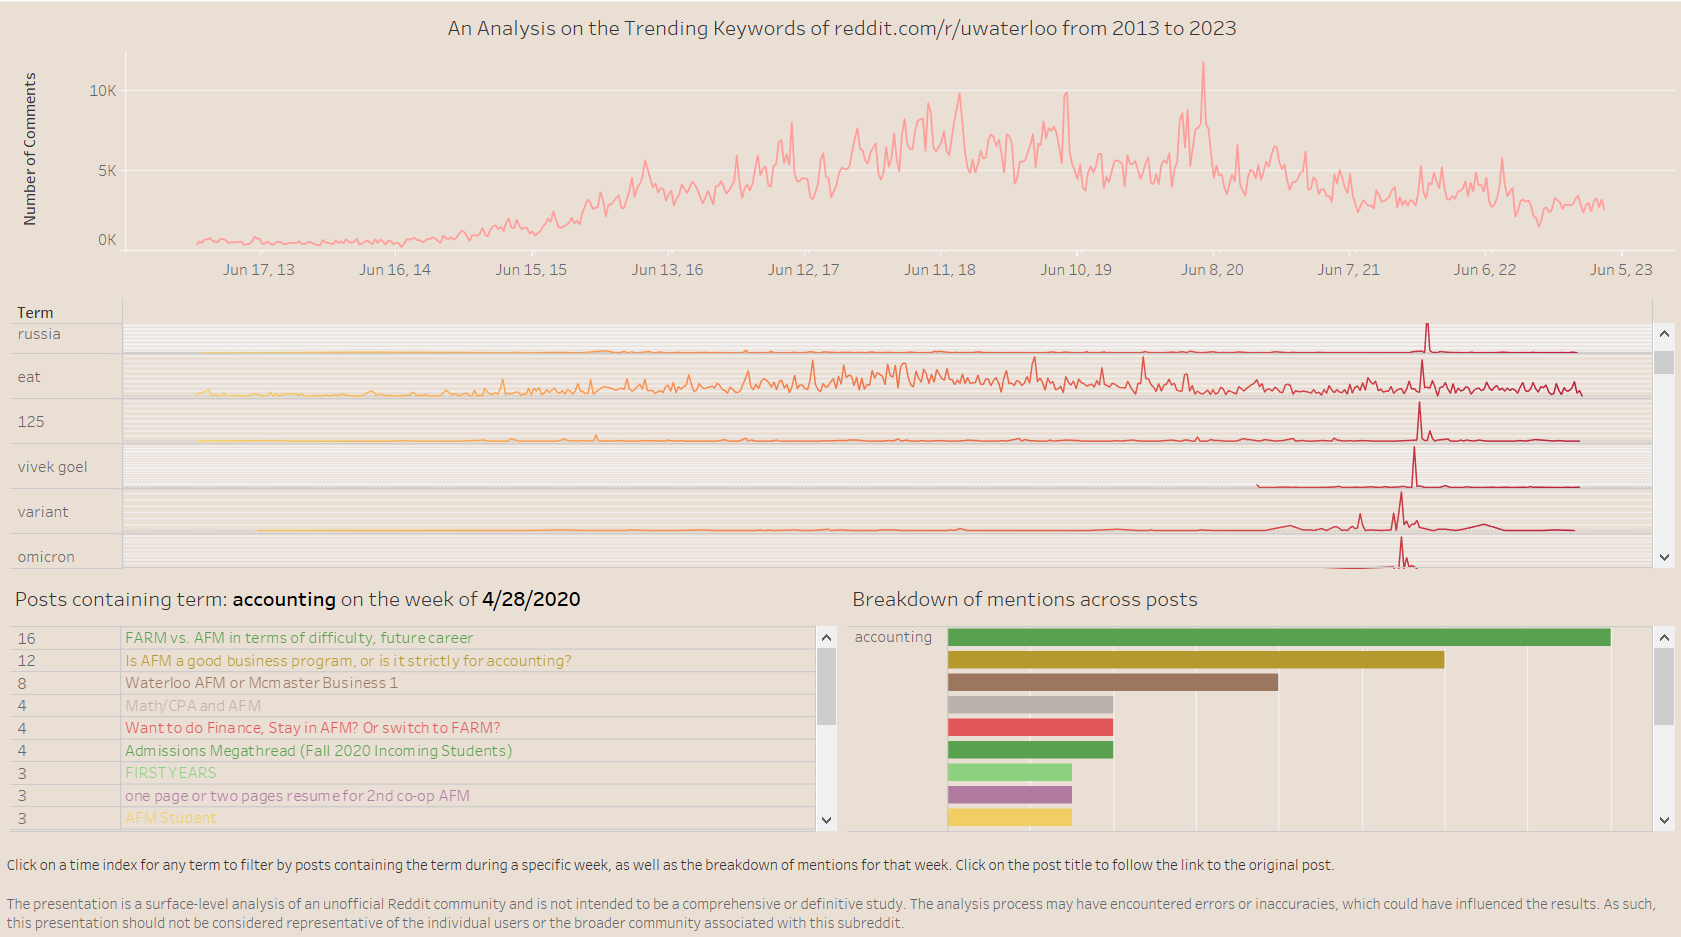 An Analysis on the Trending Keywords of reddit.com/r/uwaterloo from 2013 to 2023
Number of Comments
10K
5K
0K
Jun 17, 13
Jun 16, 14
Jun 15, 15
Jun 13, 16
Jun 12, 17
Jun 11, 18
Jun 10, 19
Jun 8, 20
Jun 7, 21
Jun 6, 22
Jun 5, 23
Term
russia
eat
125
vivek goel
variant
omicron
Posts containing term: accounting on the week of 4/28/2020
16 FARM vs. AFM in terms of difficulty, future career
12 Is AFM a good business program, or is it strictly for accounting?
8 Waterloo AFM or Mcmaster Business 1
4 Math/CPA and AFM
4 Want to do Finance, Stay in AFM? Or switch to FARM?
4 Admissions Megathread (Fall 2020 Incoming Students)
3 FIRST YEARS
3 one page or two pages resume for 2nd co-op AFM
3 AFM Student
Breakdown of mentions across posts
accounting
Click on a time index for any term to filter by posts containing the term during a specific week, as well as the breakdown of mentions for that week. Click on the post title to follow the link to the original post.
The presentation is a surface-level analysis of an unofficial Reddit community and is not intended to be a comprehensive or definitive study. The analysis process may have encountered errors or inaccuracies, which could have influenced the results. As such,
this presentation should not be considered representative of the individual users or the broader community associated with this subreddit.